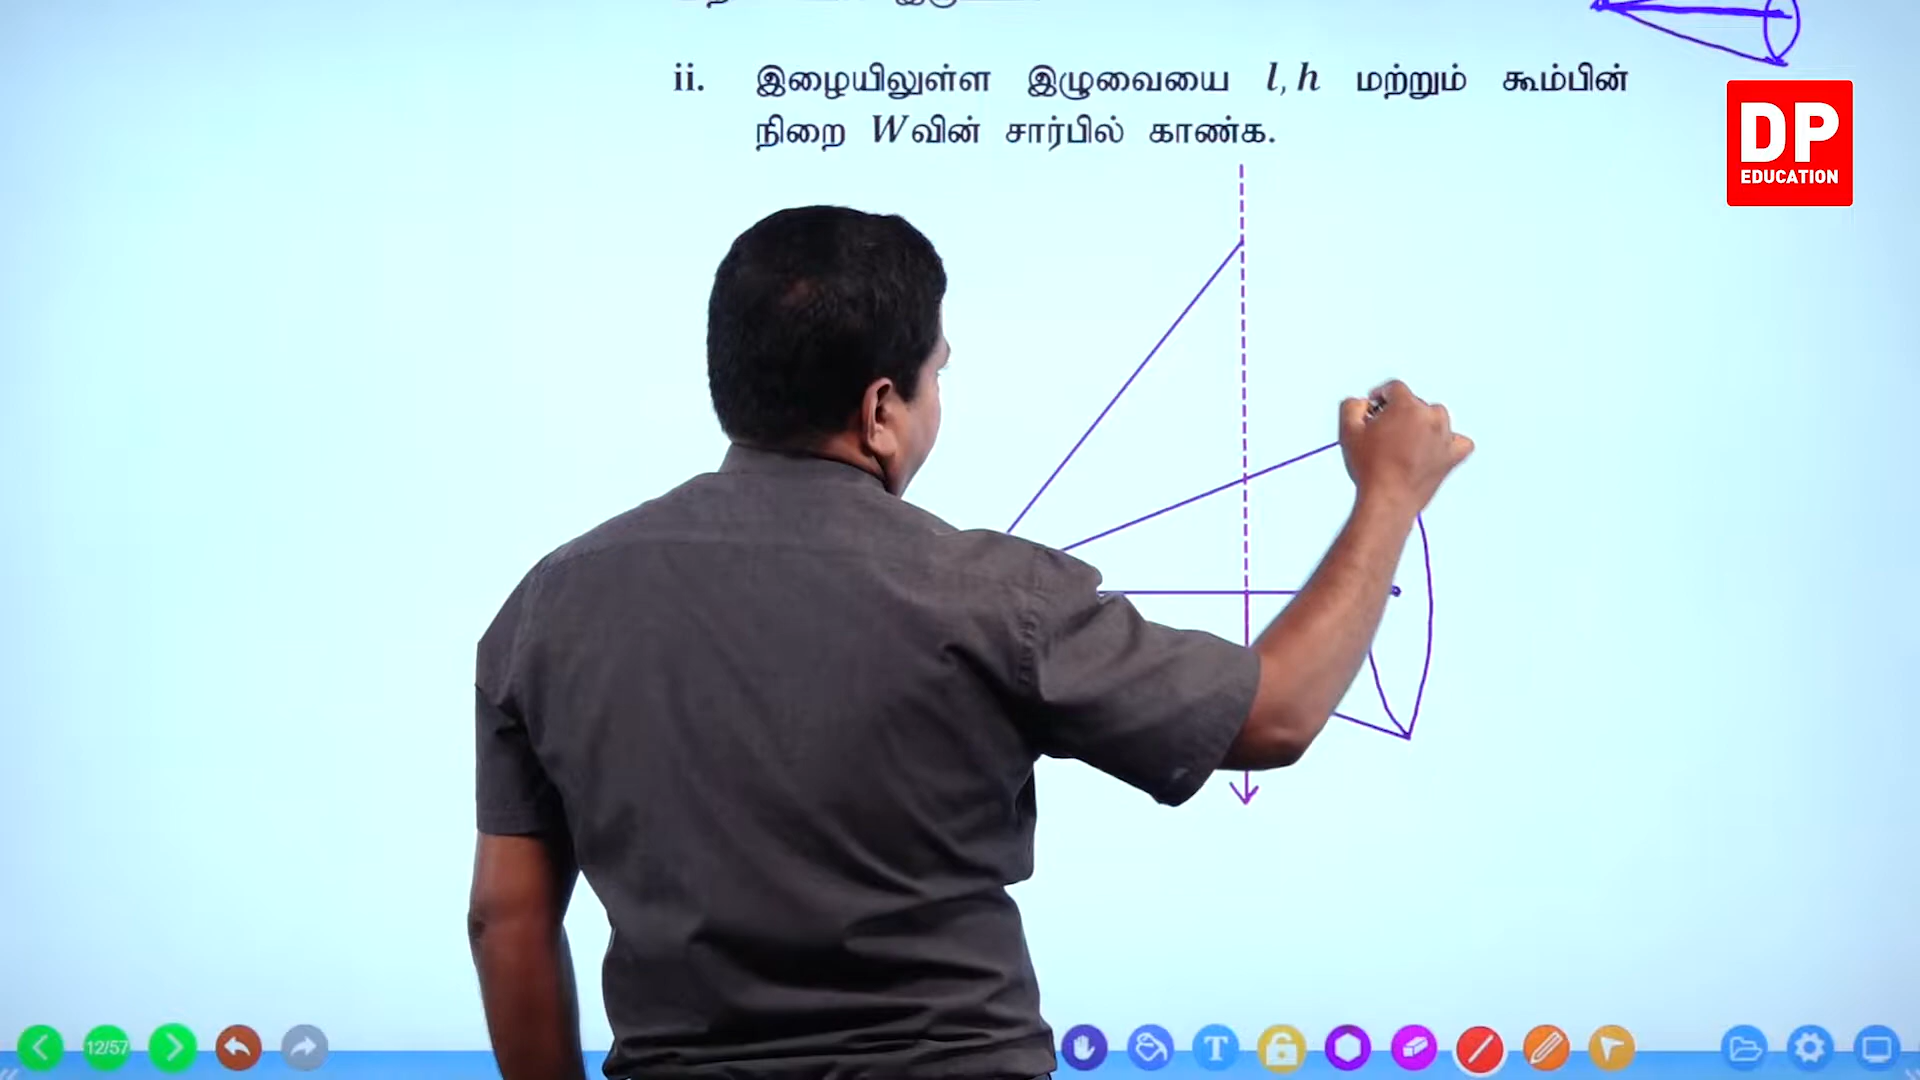 ii. இழையிலுள்ள இழுவையை l, h மற்றும் கூம்பின்
நிறை Wவின் சார்பில் காண்க.
DP
EDUCATION
12/57
T